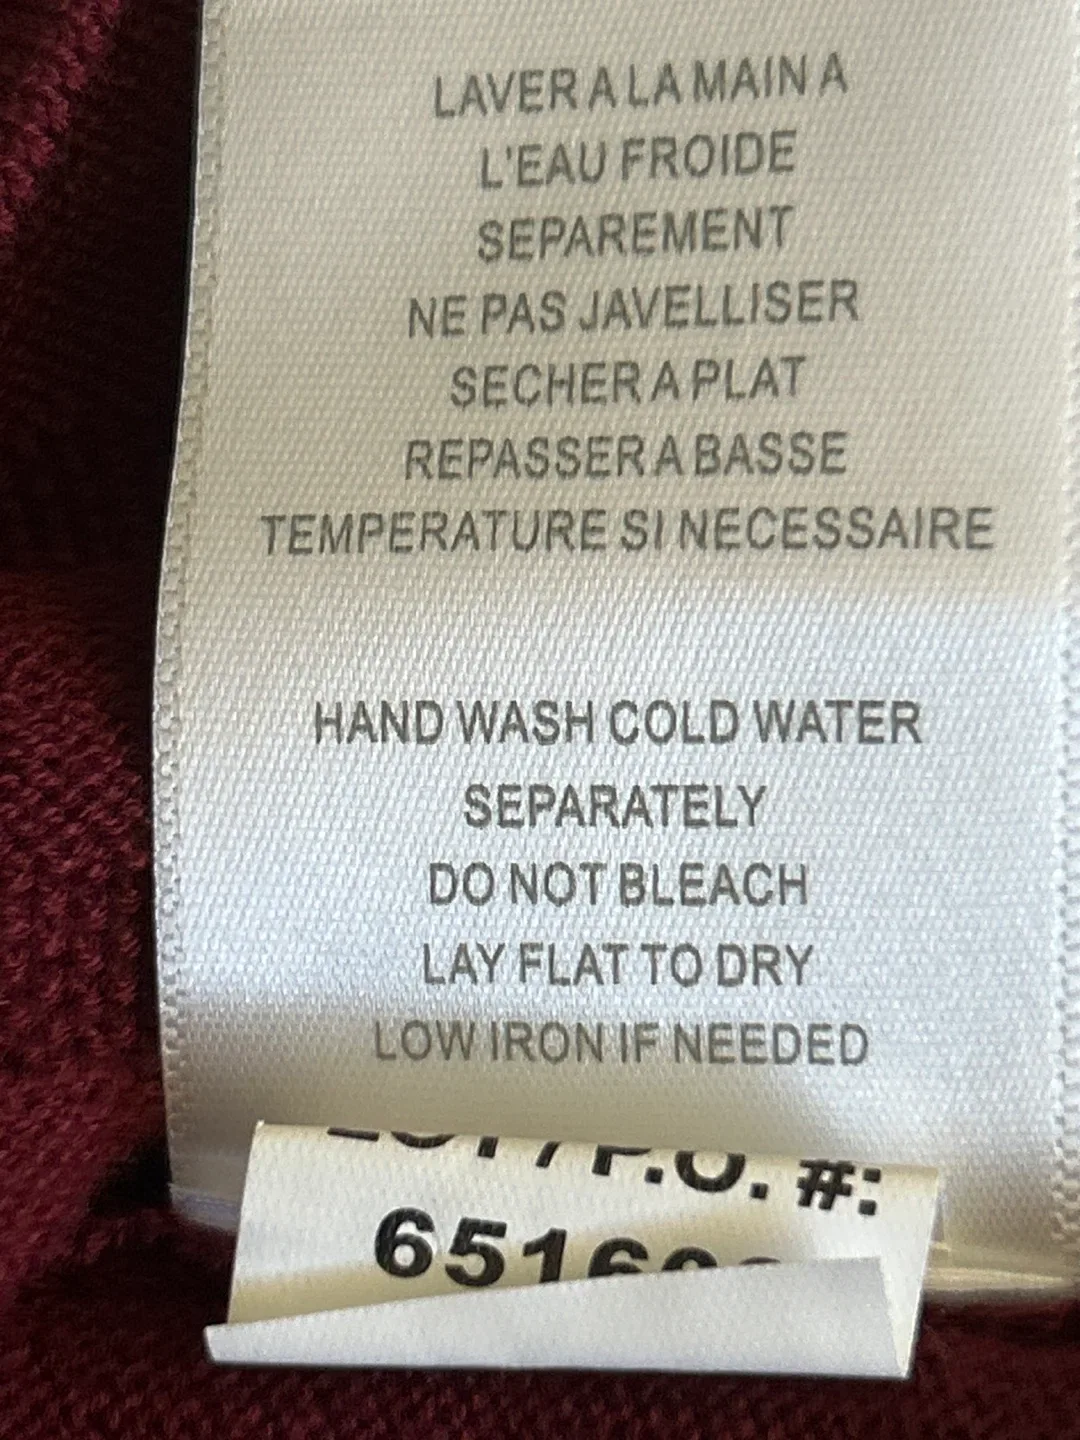 LAVER A LA MAIN A
L'EAU FROIDE
SEPAREMENT
NE PAS JAVELLISER
SECHER A PLAT
REPASSER A BASSE
TEMPERATURE SI NECESSAIRE
HAND WASH COLD WATER
SEPARATELY
DO NOT BLEACH
LAY FLAT TO DRY
LOW IRON IF NEEDED
P.O. #: